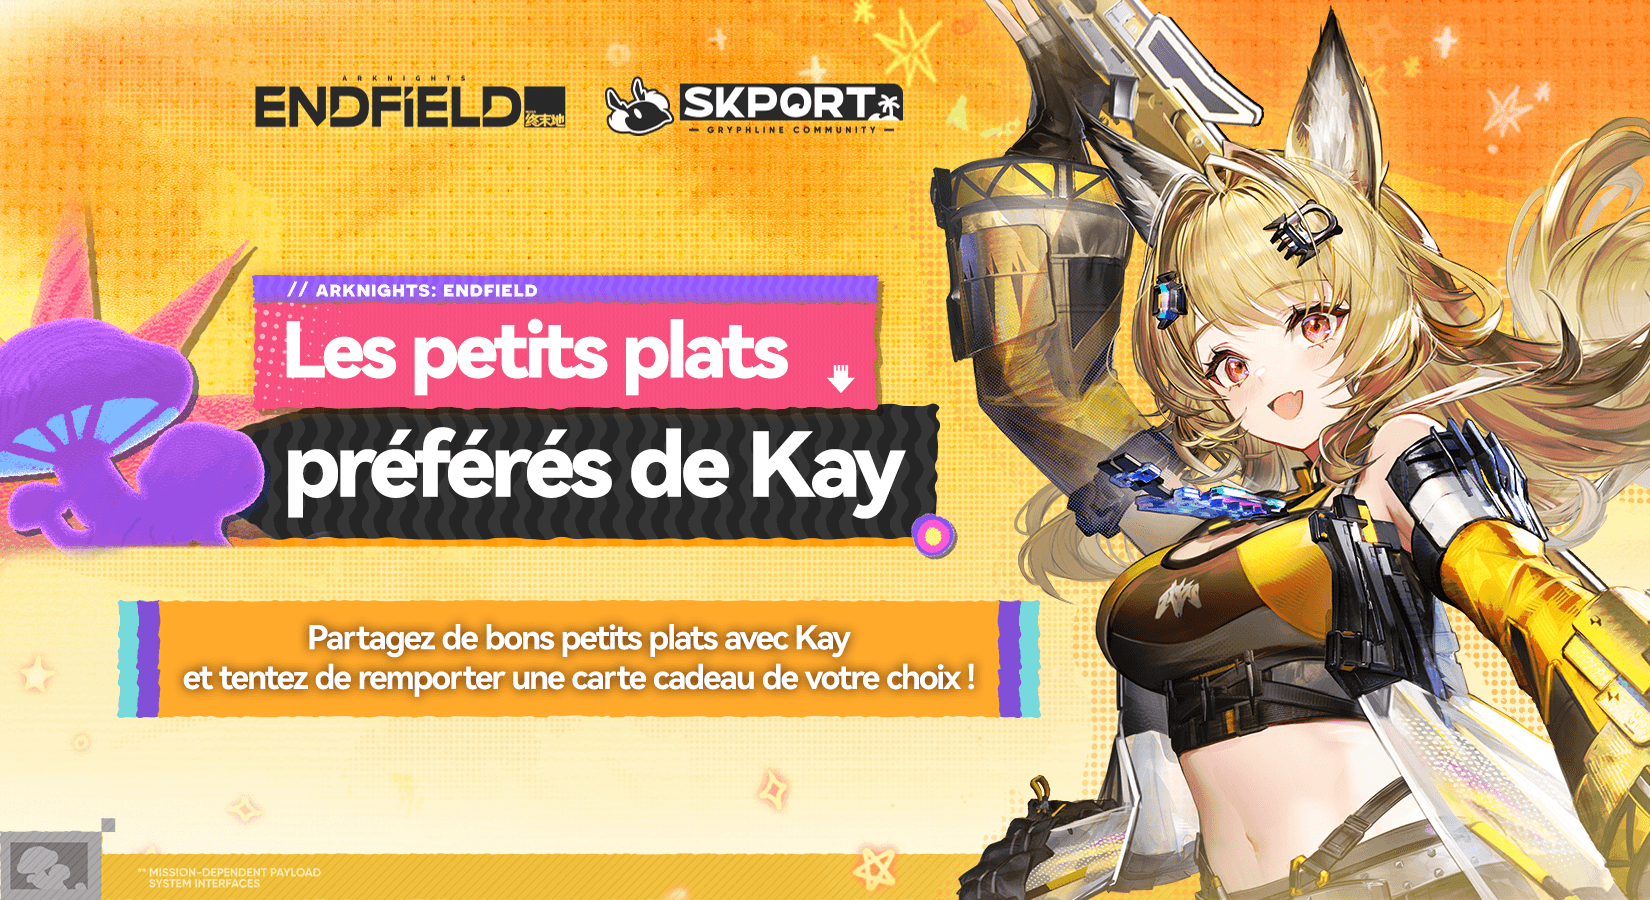 ARKNIGHTS
ENDFIELD
终末地
SKPORT
GRYPHLINE COMMUNITY
// ARKNIGHTS: ENDFIELD
Les petits plats
préférés de Kay
Partagez de bons petits plats avec Kay
et tentez de remporter une carte cadeau de votre choix !
** MISSION-DEPENDENT PAYLOAD
SYSTEM INTERFACES